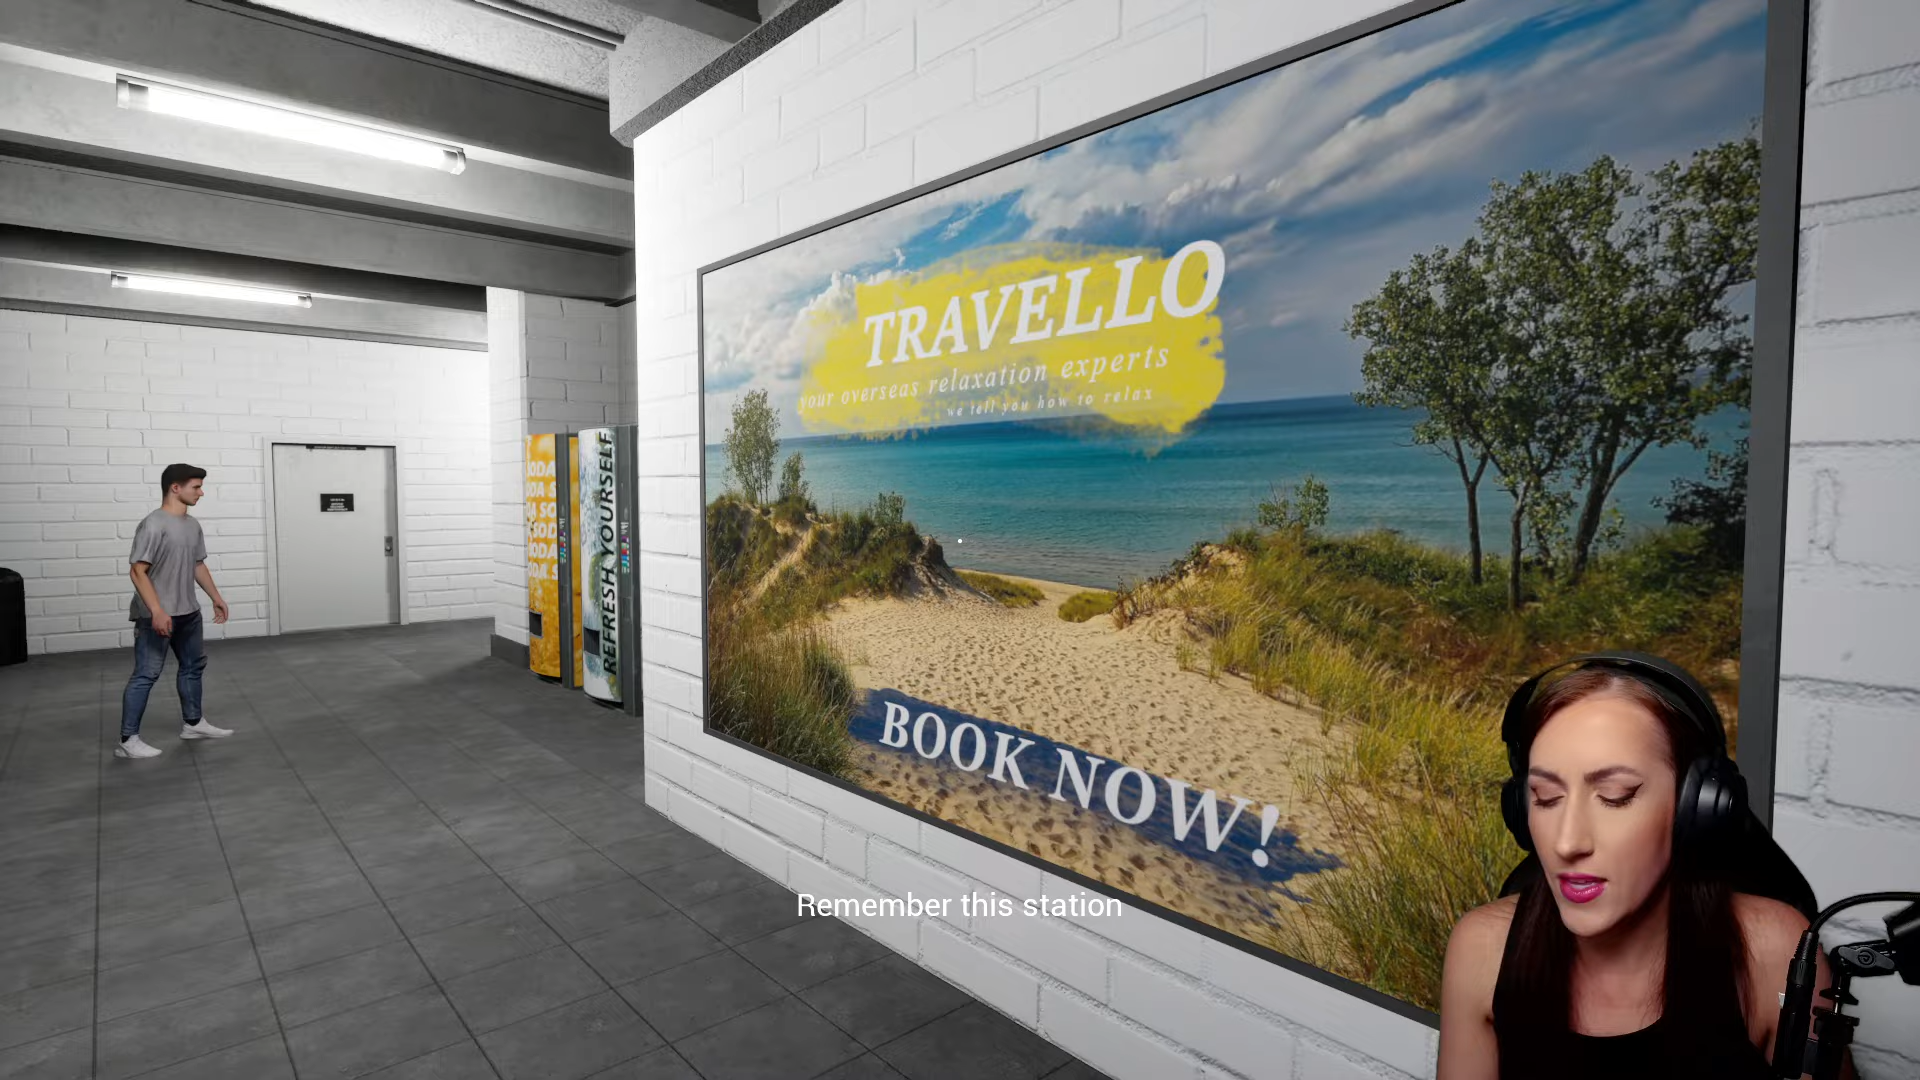 TRAVELLO
your overseas relaxation experts
we tell you how to relax
BOOK NOW!
REFRESH YOURSELF
Remember this station